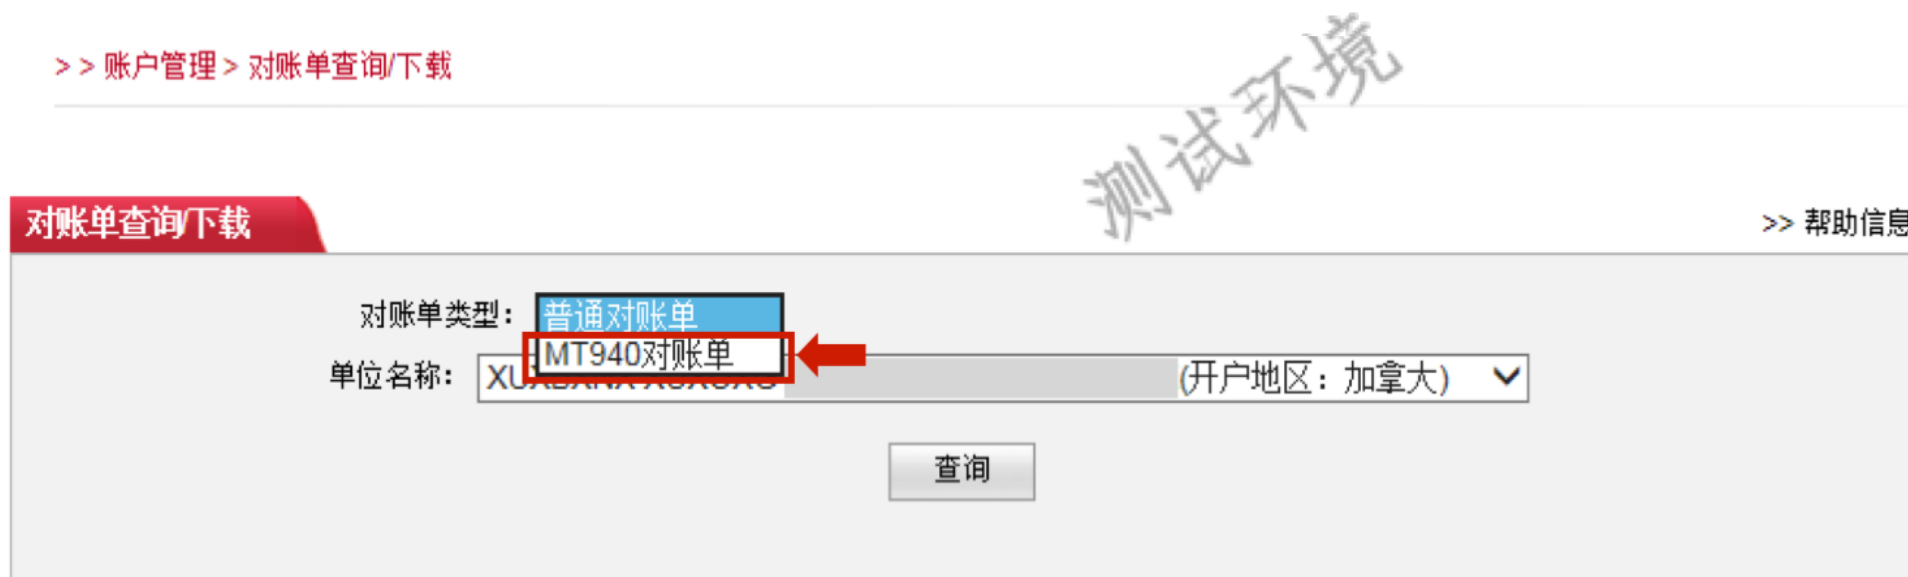 >> 账户管理 > 对账单查询/下载
测试环境
对账单查询/下载
>> 帮助信息
对账单类型：
普通对账单
MT940对账单
单位名称：
(开户地区：加拿大)
查询